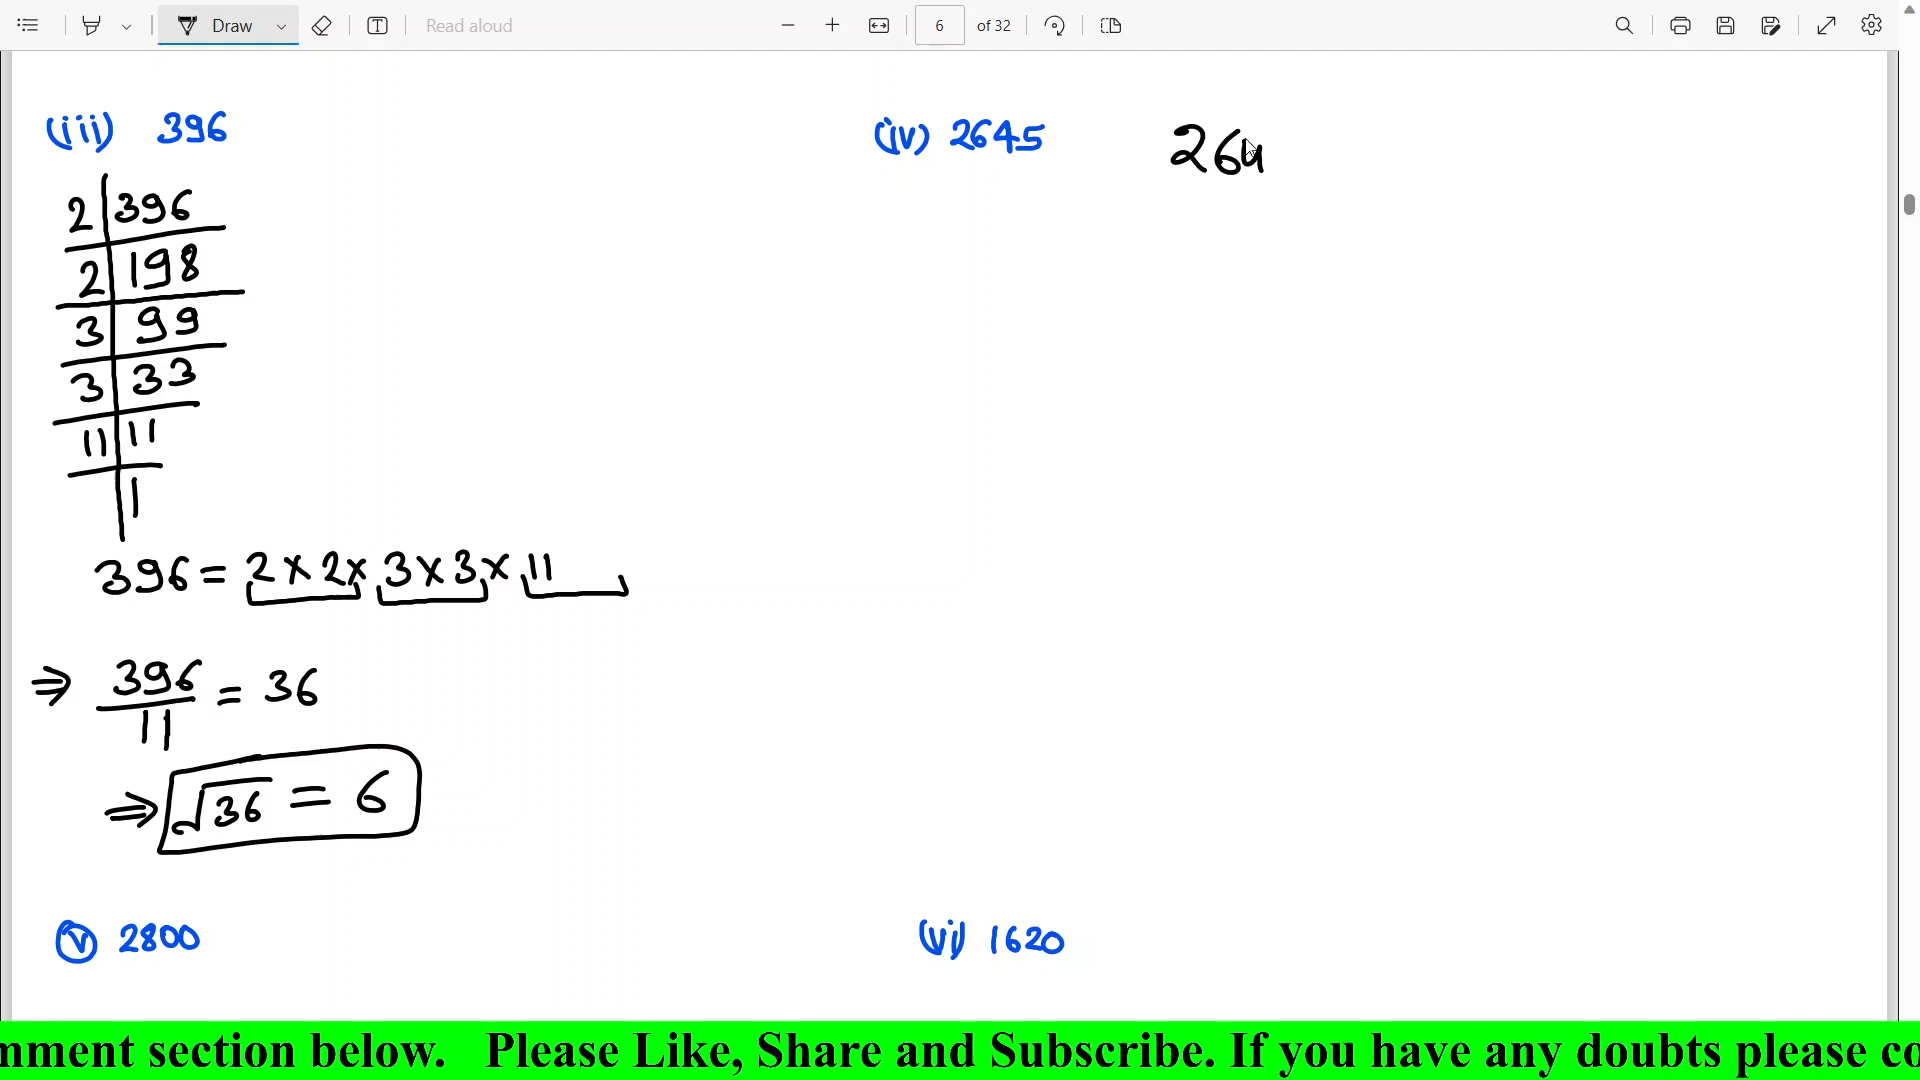 Draw
Read aloud
6 of 32
(iii) 396
(iv) 2645
264
2 396
2 198
3 99
3 33
11 11
1
396 = 2 × 2 × 3 × 3 × 11
⇒ 396/11 = 36
⇒ √36 = 6
(v) 2800
(vi) 1620
mment section below. Please Like, Share and Subscribe. If you have any doubts please co